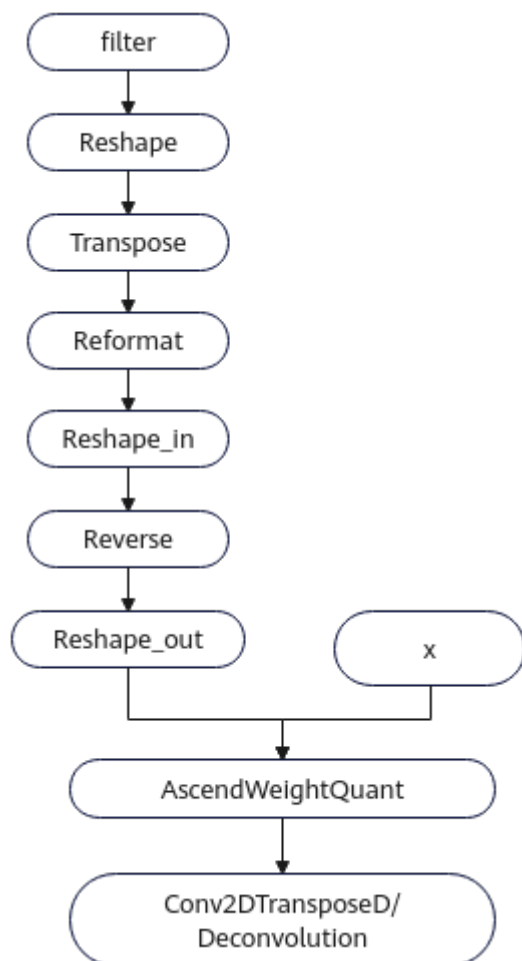 filter
Reshape
Transpose
Reformat
Reshape_in
Reverse
Reshape_out
x
AscendWeightQuant
Conv2DTransposeD/
Deconvolution